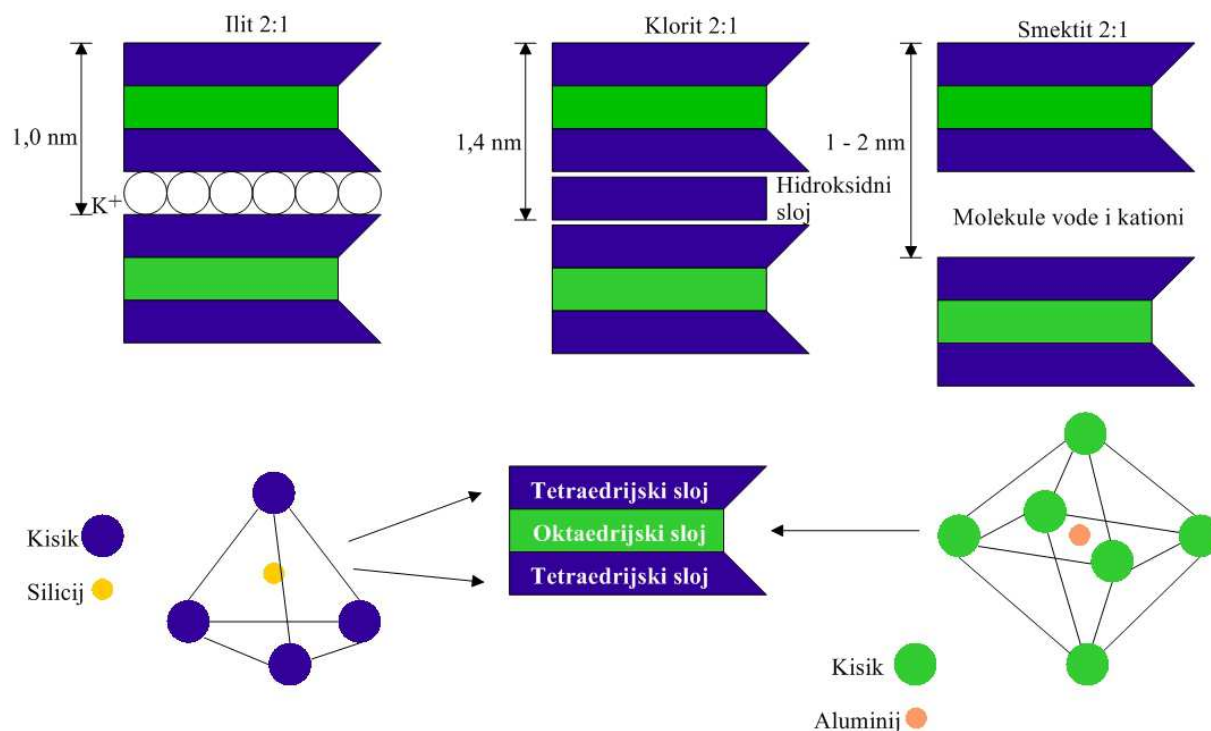 Ilit 2:1
Klorit 2:1
Smektit 2:1
1,0 nm
K+
1,4 nm
Hidroksidni
sloj
1 - 2 nm
Molekule vode i kationi
Kisik
Silicij
Tetraedrijski sloj
Oktaedrijski sloj
Tetraedrijski sloj
Kisik
Aluminij